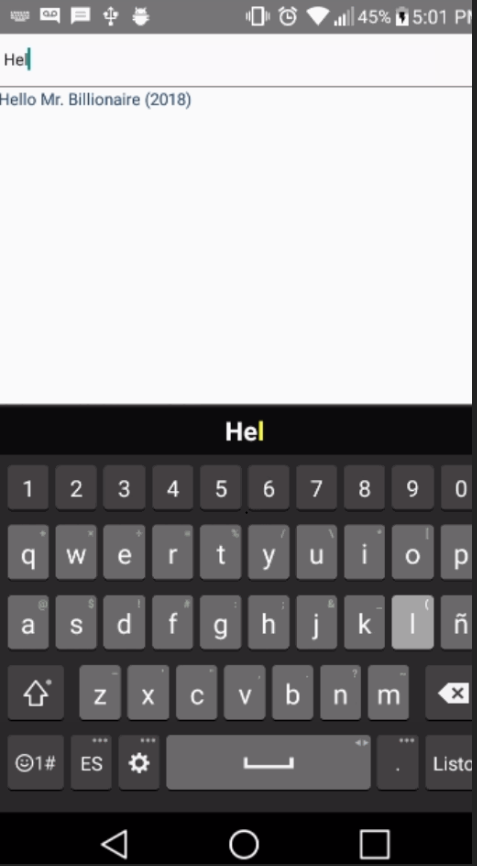 45% 5:01 PM
Hel
Hello Mr. Billionaire (2018)
Hel
1 2 3 4 5 6 7 8 9 0
q w e r t y u i o p
a s d f g h j k l ñ
z x c v b n m
1# ES . Listo